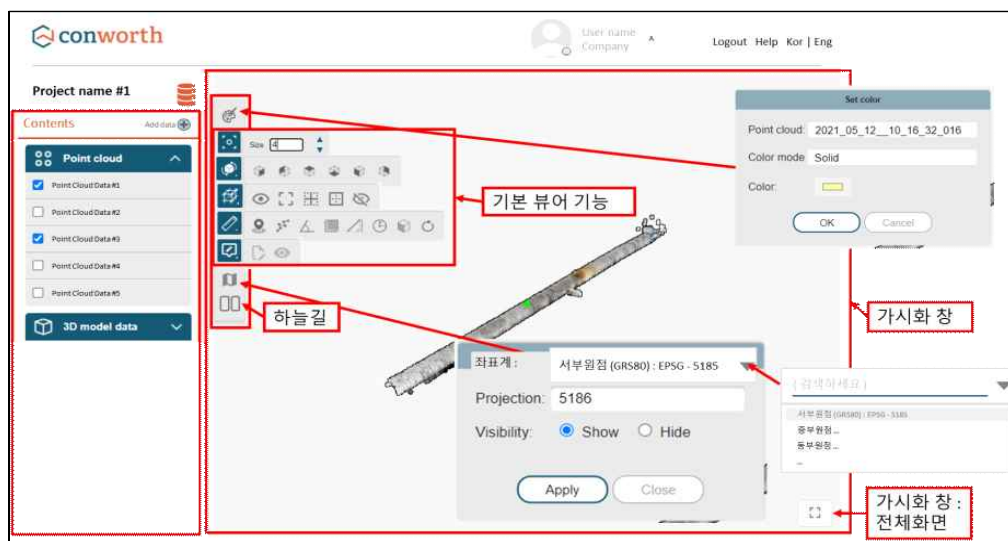 conworth
User name
Company
Logout Help Kor | Eng
Project name #1
Contents
Add data
Point cloud
Point Cloud Data #1
Point Cloud Data #2
Point Cloud Data #3
Point Cloud Data #4
Point Cloud Data #5
3D model data
Size 4
기본 뷰어 기능
하늘길
Set color
Point cloud: 2021_05_12__10_16_32_016
Color mode Solid
Color:
OK Cancel
가시화 창
좌표계 : 서부원점 (GRS80) : EPSG - 5185
Projection: 5186
Visibility: Show Hide
Apply Close
( 검색하세요 )
서부원점 (GRS80) : EPSG - 5185
중부원점...
동부원점...
...
가시화 창 :
전체화면